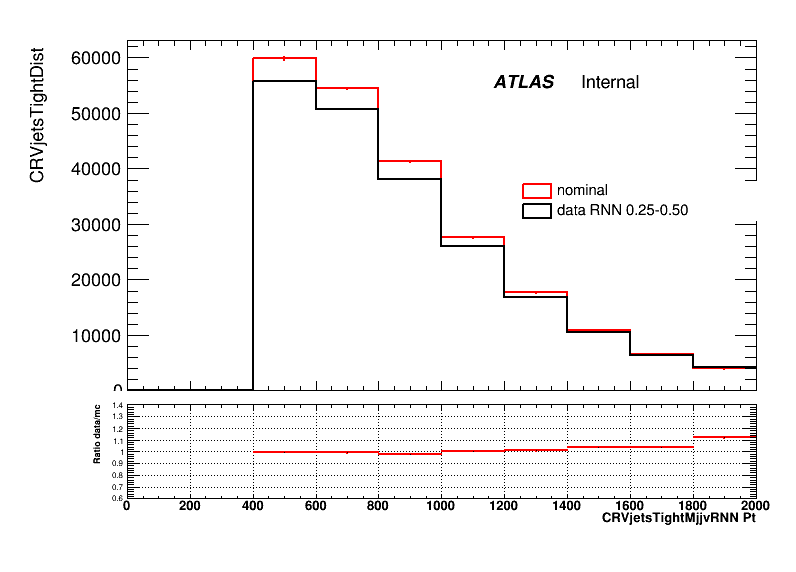 CRVjetsTightDist
60000
50000
40000
30000
20000
10000
0
ATLAS Internal
nominal
data RNN 0.25-0.50
Ratio data/mc
1.4
1.3
1.2
1.1
1
0.9
0.8
0.7
0.6
0 200 400 600 800 1000 1200 1400 1600 1800 2000
CRVjetsTightMjjvRNN Pt